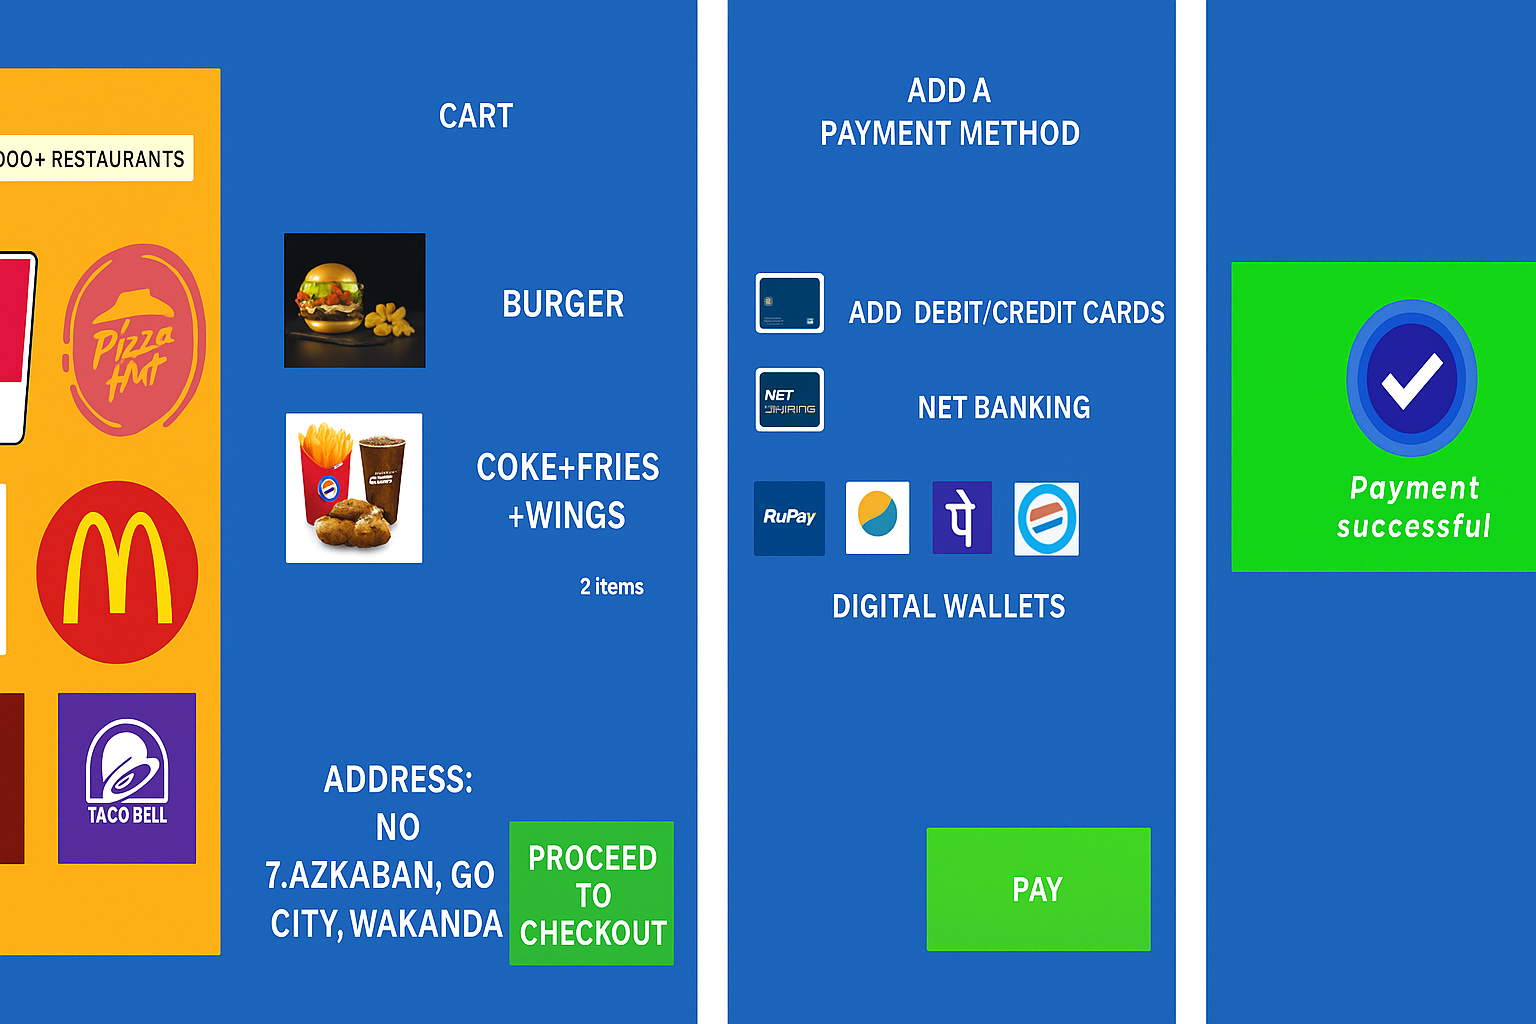 000+ RESTAURANTS
Pizza
Hut
TACO BELL
CART
BURGER
COKE+FRIES
+WINGS
2 items
ADDRESS:
NO
7.AZKABAN, GO
CITY, WAKANDA
PROCEED
TO
CHECKOUT
ADD A
PAYMENT METHOD
ADD DEBIT/CREDIT CARDS
NET
NET BANKING
RuPay
पे
DIGITAL WALLETS
PAY
Payment
successful